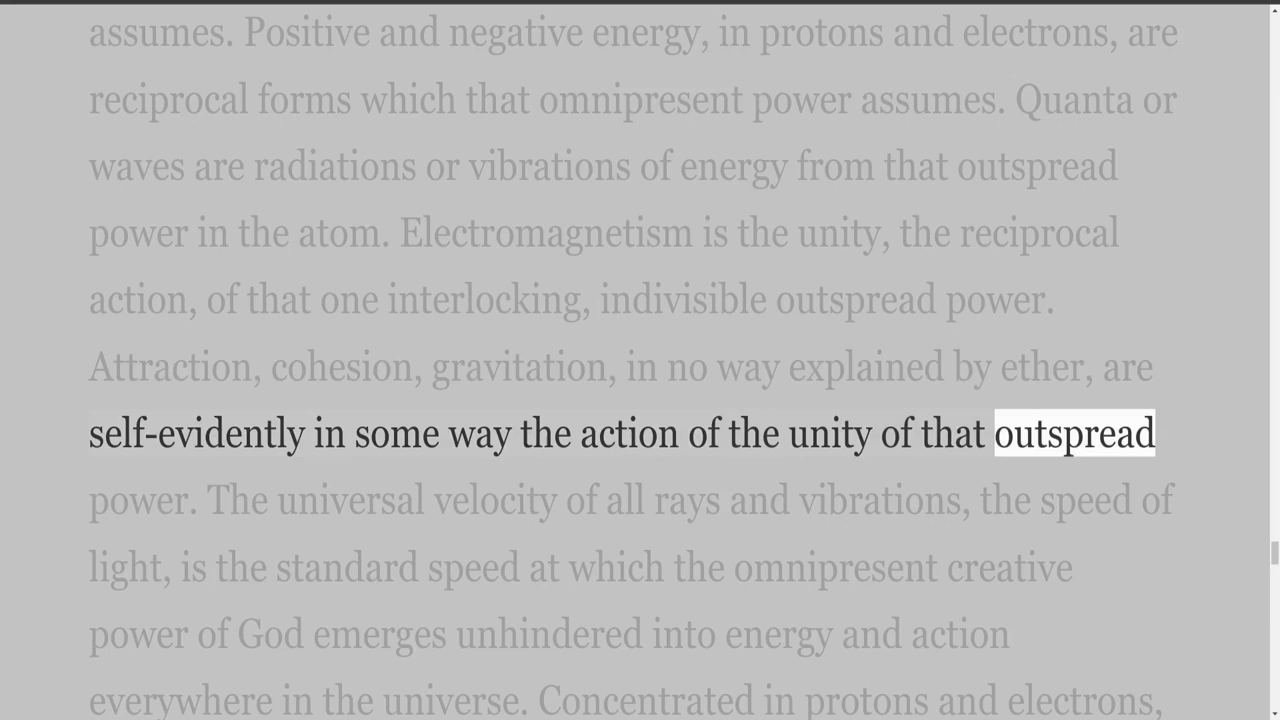 assumes. Positive and negative energy, in protons and electrons, are
reciprocal forms which that omnipresent power assumes. Quanta or
waves are radiations or vibrations of energy from that outspread
power in the atom. Electromagnetism is the unity, the reciprocal
action, of that one interlocking, indivisible outspread power.
Attraction, cohesion, gravitation, in no way explained by ether, are
self-evidently in some way the action of the unity of that outspread
power. The universal velocity of all rays and vibrations, the speed of
light, is the standard speed at which the omnipresent creative
power of God emerges unhindered into energy and action
everywhere in the universe. Concentrated in protons and electrons,